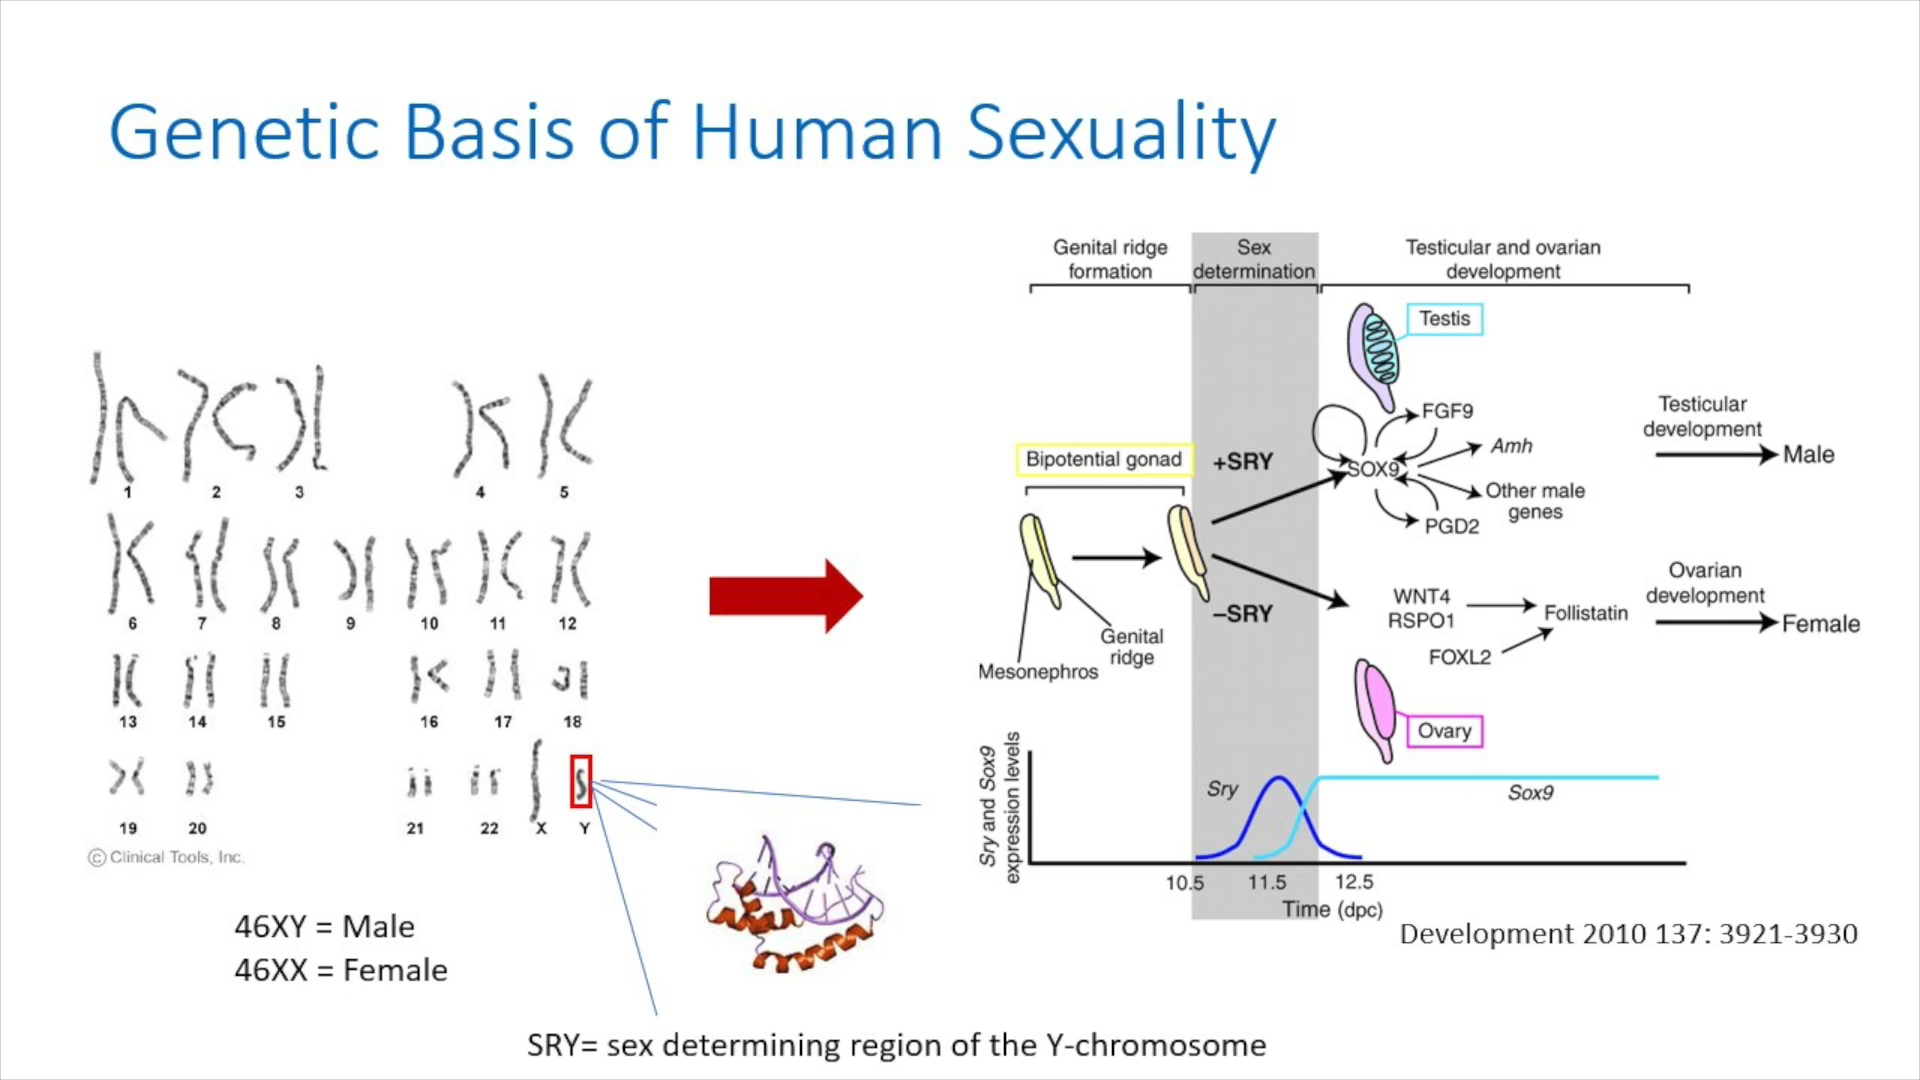 Genetic Basis of Human Sexuality
1 2 3 4 5
6 7 8 9 10 11 12
13 14 15 16 17 18
19 20 21 22 X Y
© Clinical Tools, Inc.
46XY = Male
46XX = Female
SRY= sex determining region of the Y-chromosome
Genital ridge
formation
Sex
determination
Testicular and ovarian
development
Testis
Bipotential gonad
+SRY
SOX9
FGF9
Amh
Other male
genes
PGD2
Testicular
development
Male
Mesonephros
Genital
ridge
–SRY
WNT4
RSPO1
FOXL2
Follistatin
Ovarian
development
Female
Ovary
Sry and Sox9
expression levels
Sry
Sox9
10.5 11.5 12.5
Time (dpc)
Development 2010 137: 3921-3930